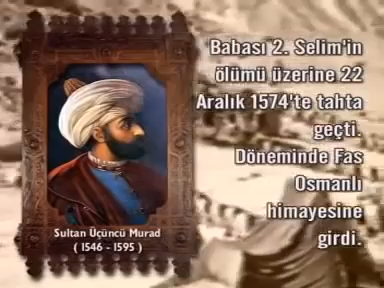 Babası 2. Selim'in
ölümü üzerine 22
Aralık 1574'te tahta
geçti.
Döneminde Fas
Osmanlı
himayesine
girdi.
Sultan Üçüncü Murad
( 1546 - 1595 )